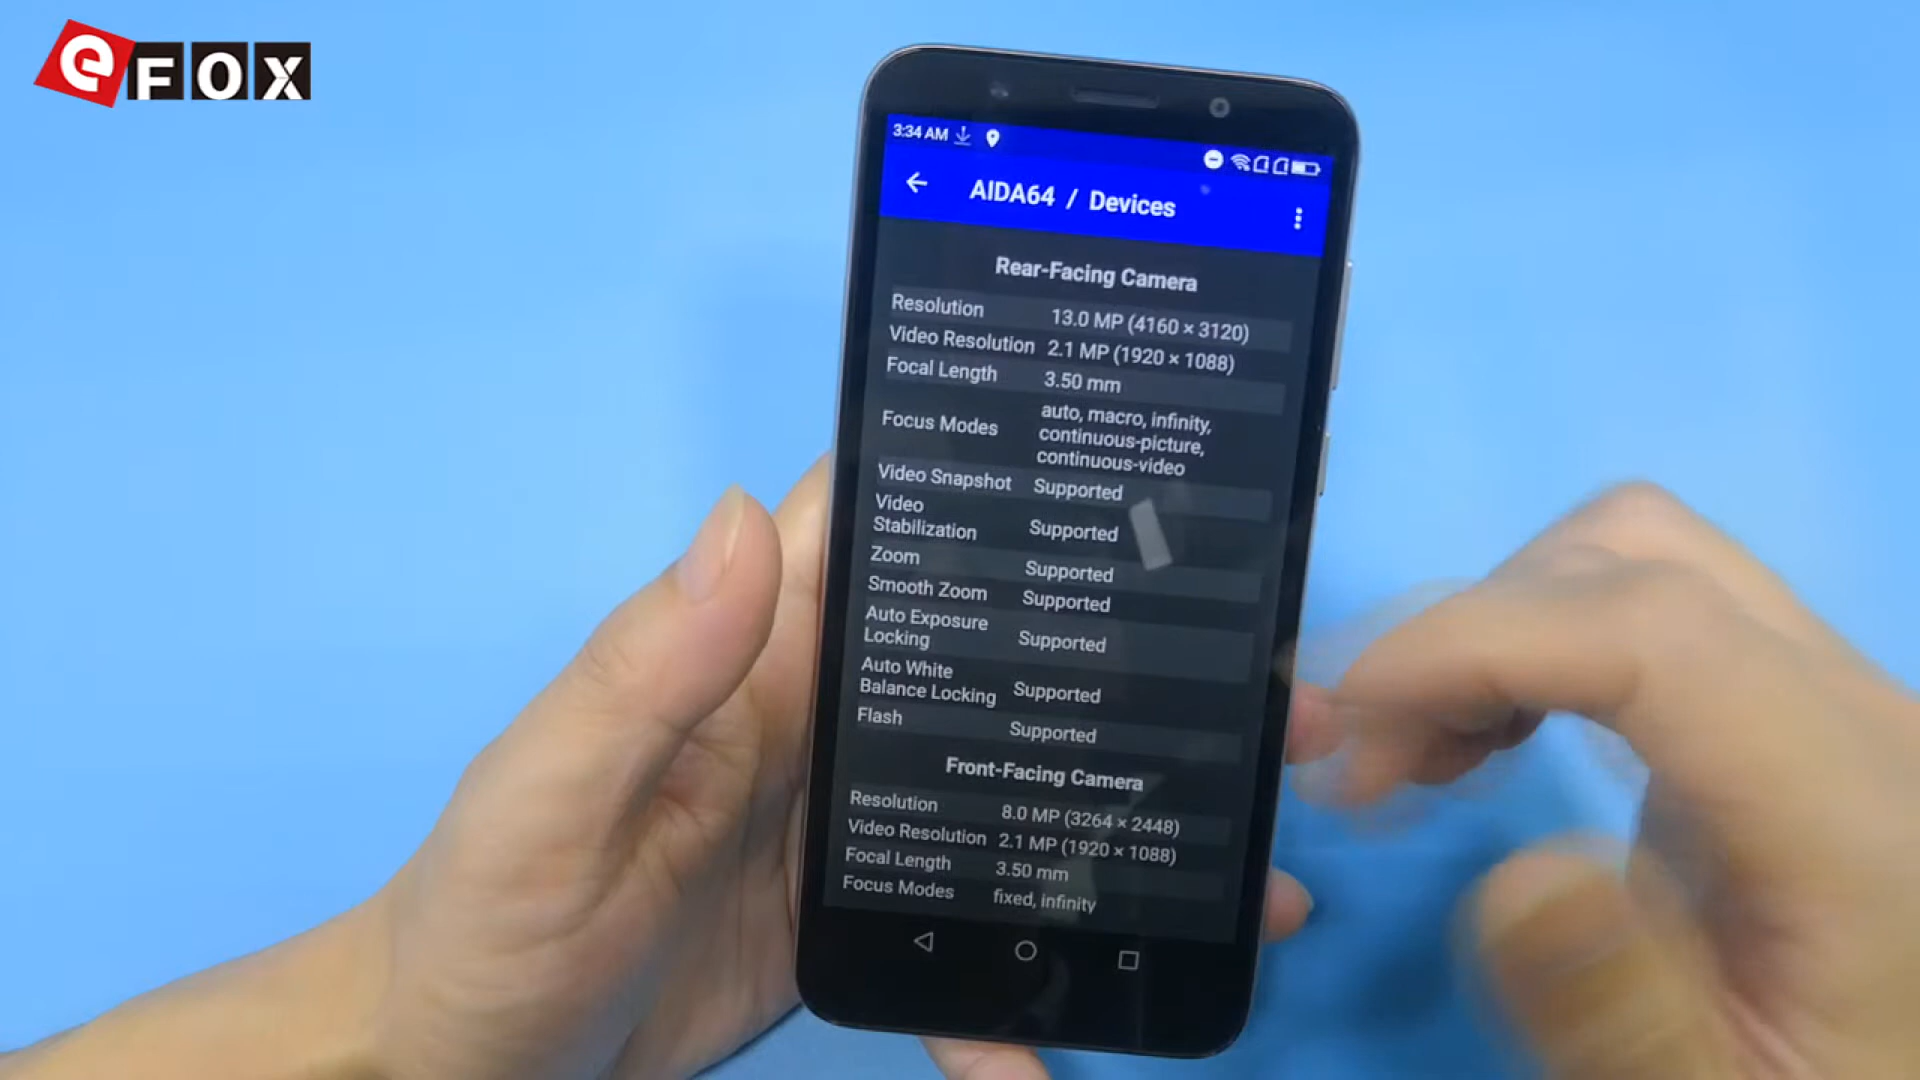 eFOX
3:34 AM
AIDA64 / Devices
Rear-Facing Camera
Resolution 13.0 MP (4160 × 3120)
Video Resolution 2.1 MP (1920 × 1088)
Focal Length 3.50 mm
Focus Modes auto, macro, infinity,
continuous-picture,
continuous-video
Video Snapshot Supported
Video
Stabilization Supported
Zoom Supported
Smooth Zoom Supported
Auto Exposure
Locking Supported
Auto White
Balance Locking Supported
Flash Supported
Front-Facing Camera
Resolution 8.0 MP (3264 × 2448)
Video Resolution 2.1 MP (1920 × 1088)
Focal Length 3.50 mm
Focus Modes fixed, infinity